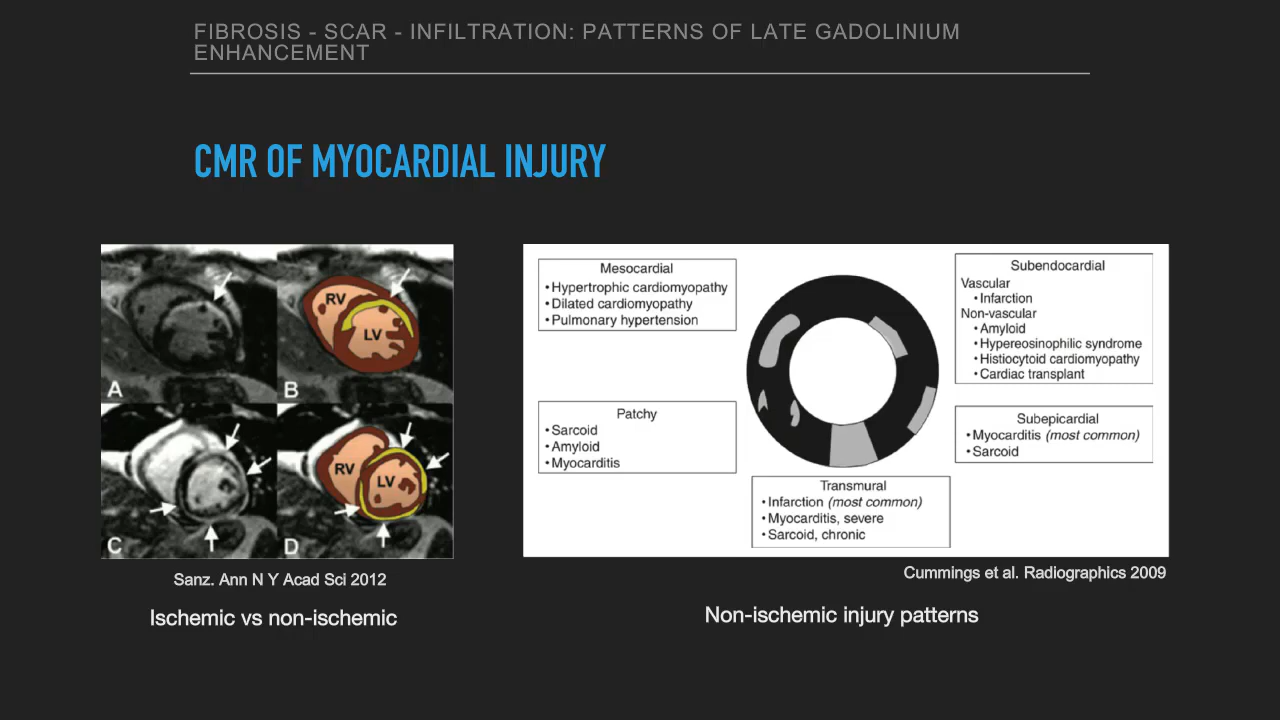 FIBROSIS - SCAR - INFILTRATION: PATTERNS OF LATE GADOLINIUM
ENHANCEMENT
CMR OF MYOCARDIAL INJURY
A
B
RV
LV
C
D
RV
LV
Sanz. Ann N Y Acad Sci 2012
Ischemic vs non-ischemic
Mesocardial
•Hypertrophic cardiomyopathy
•Dilated cardiomyopathy
•Pulmonary hypertension
Patchy
•Sarcoid
•Amyloid
•Myocarditis
Subendocardial
Vascular
•Infarction
Non-vascular
•Amyloid
•Hypereosinophilic syndrome
•Histiocytoid cardiomyopathy
•Cardiac transplant
Subepicardial
•Myocarditis (most common)
•Sarcoid
Transmural
•Infarction (most common)
•Myocarditis, severe
•Sarcoid, chronic
Cummings et al. Radiographics 2009
Non-ischemic injury patterns